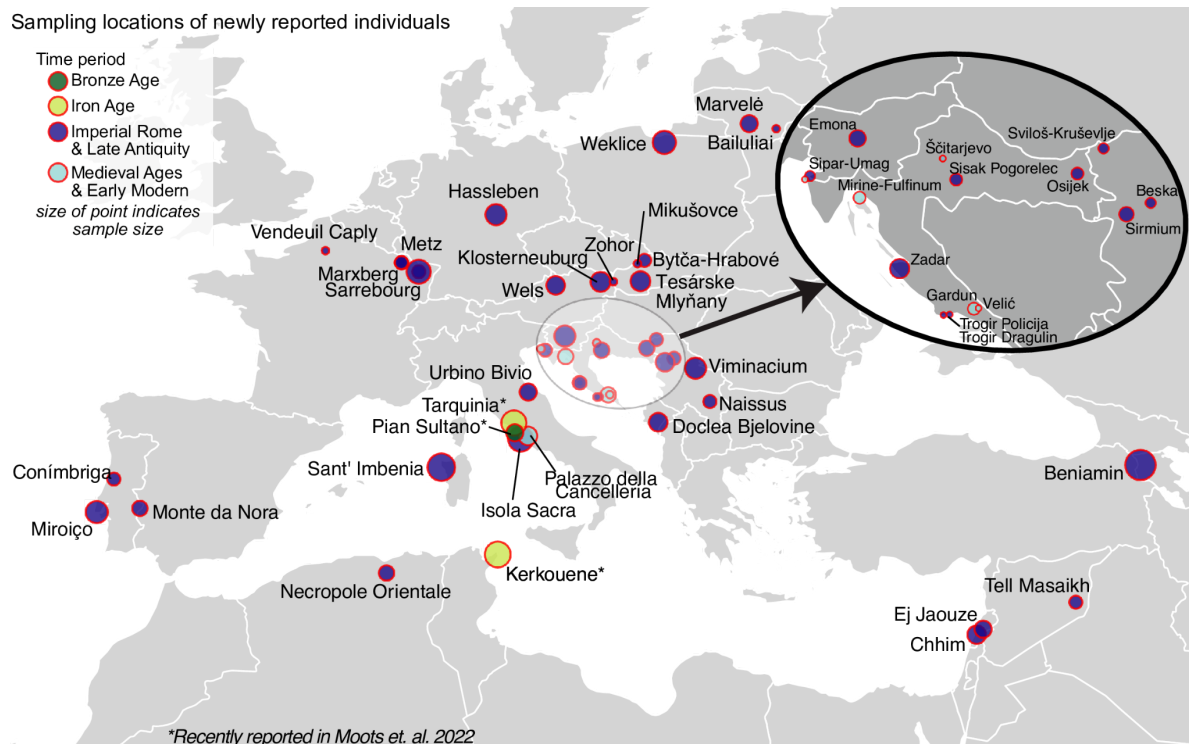 Sampling locations of newly reported individuals
Time period
Bronze Age
Iron Age
Imperial Rome
& Late Antiquity
Medieval Ages
& Early Modern
size of point indicates
sample size
Marvelė
Bailuliai
Weklice
Hassleben
Mikušovce
Vendeuil Caply
Metz
Zohor
Klosterneuburg
Bytča-Hrabové
Marxberg
Sarrebourg
Wels
Tesárske
Mlyňany
Emona
Ščitarjevo
Sviloš-Kruševlje
Sipar-Umag
Sisak Pogorelec
Mirine-Fulfinum
Osijek
Beska
Sirmium
Zadar
Gardun
Velić
Trogir Policija
Trogir Dragulin
Urbino Bivio
Viminacium
Tarquinia*
Naissus
Pian Sultano*
Doclea Bjelovine
Conímbriga
Sant' Imbenia
Palazzo della
Cancelleria
Beniamin
Isola Sacra
Monte da Nora
Miroiço
Kerkouene*
Necropole Orientale
Tell Masaikh
Ej Jaouze
Chhim
*Recently reported in Moots et. al. 2022